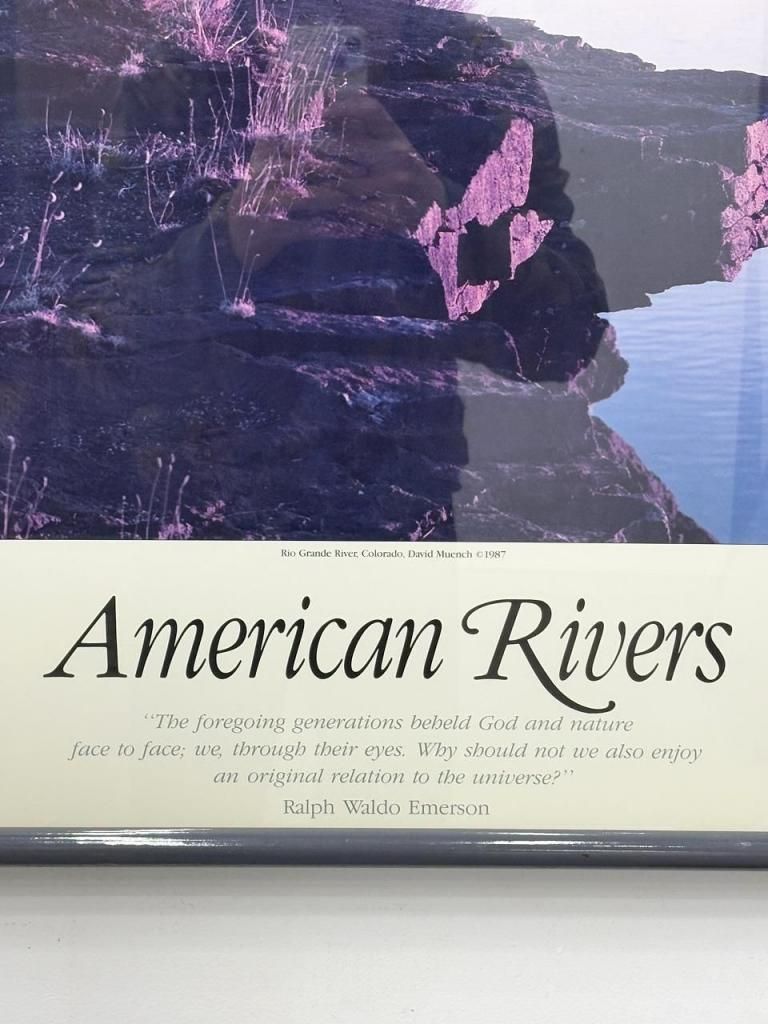 Rio Grande River, Colorado, David Muench ©1987
American Rivers
‘‘The foregoing generations beheld God and nature
face to face; we, through their eyes. Why should not we also enjoy
an original relation to the universe?’’
Ralph Waldo Emerson